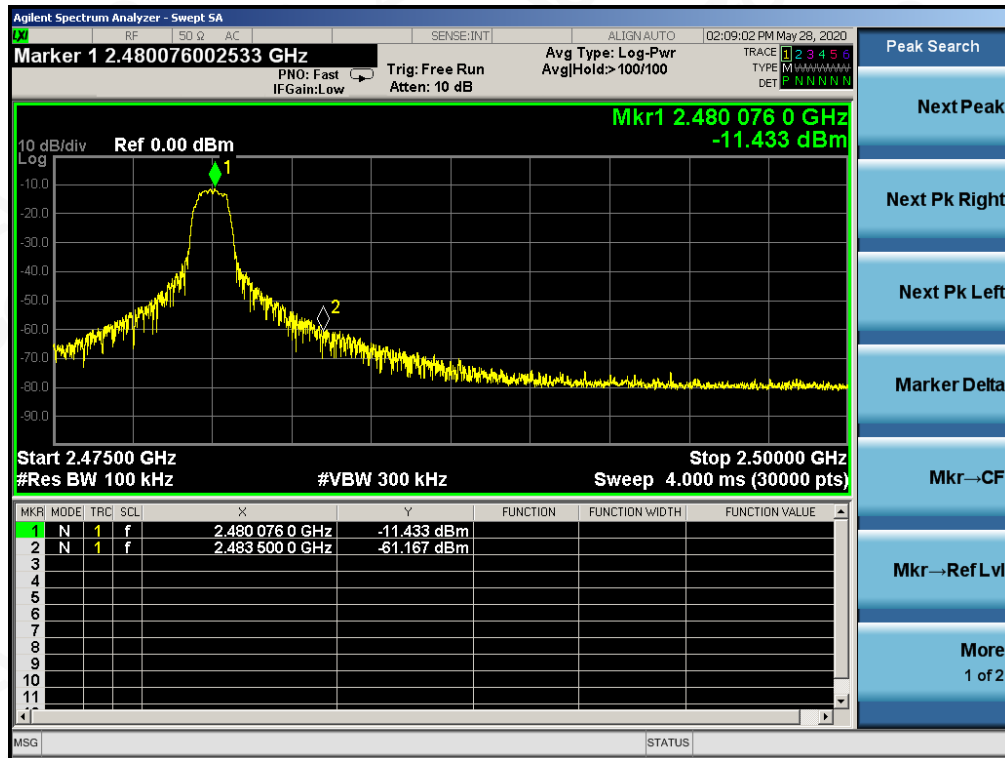 Agilent Spectrum Analyzer - Swept SA
LXI RF 50 Ω AC SENSE:INT ALIGN AUTO 02:09:02 PM May 28, 2020
Marker 1 2.480076002533 GHz
PNO: Fast
IFGain:Low
Trig: Free Run
Atten: 10 dB
Avg Type: Log-Pwr
Avg|Hold:>100/100
TRACE 1 2 3 4 5 6
TYPE M WWWWW
DET P N N N N N
Mkr1 2.480 076 0 GHz
-11.433 dBm
10 dB/div Ref 0.00 dBm
Log
-10.0
-20.0
-30.0
-40.0
-50.0
-60.0
-70.0
-80.0
-90.0
1
2
Start 2.47500 GHz Stop 2.50000 GHz
#Res BW 100 kHz #VBW 300 kHz Sweep 4.000 ms (30000 pts)
MKR MODE TRC SCL X Y FUNCTION FUNCTION WIDTH FUNCTION VALUE
1 N 1 f 2.480 076 0 GHz -11.433 dBm
2 N 1 f 2.483 500 0 GHz -61.167 dBm
3
4
5
6
7
8
9
10
11
MSG STATUS
Peak Search
Next Peak
Next Pk Right
Next Pk Left
Marker Delta
Mkr→CF
Mkr→Ref Lvl
More
1 of 2